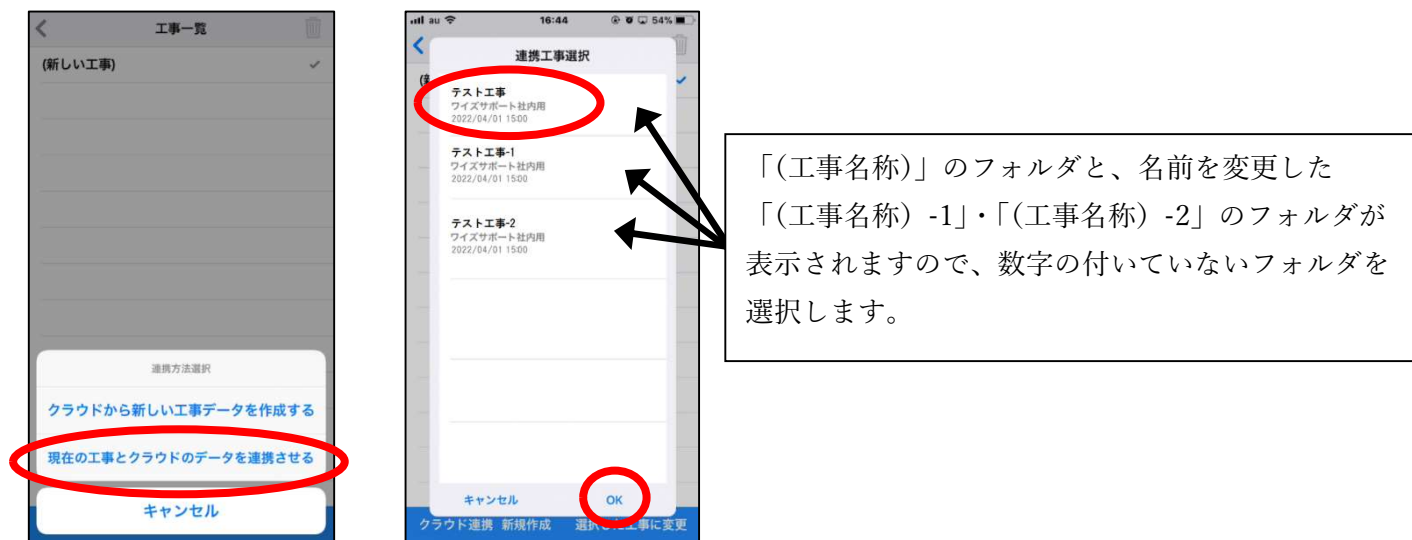 工事一覧
(新しい工事)
連携方法選択
クラウドから新しい工事データを作成する
現在の工事とクラウドのデータを連携させる
キャンセル
au
16:44
54%
連携工事選択
テスト工事
ワイズサポート社内用
2022/04/01 15:00
テスト工事-1
ワイズサポート社内用
2022/04/01 15:00
テスト工事-2
ワイズサポート社内用
2022/04/01 15:00
キャンセル
OK
クラウド連携 新規作成
「(工事名称)」のフォルダと、名前を変更した
「(工事名称) -1」・「(工事名称) -2」のフォルダが
表示されますので、数字の付いていないフォルダを
選択します。